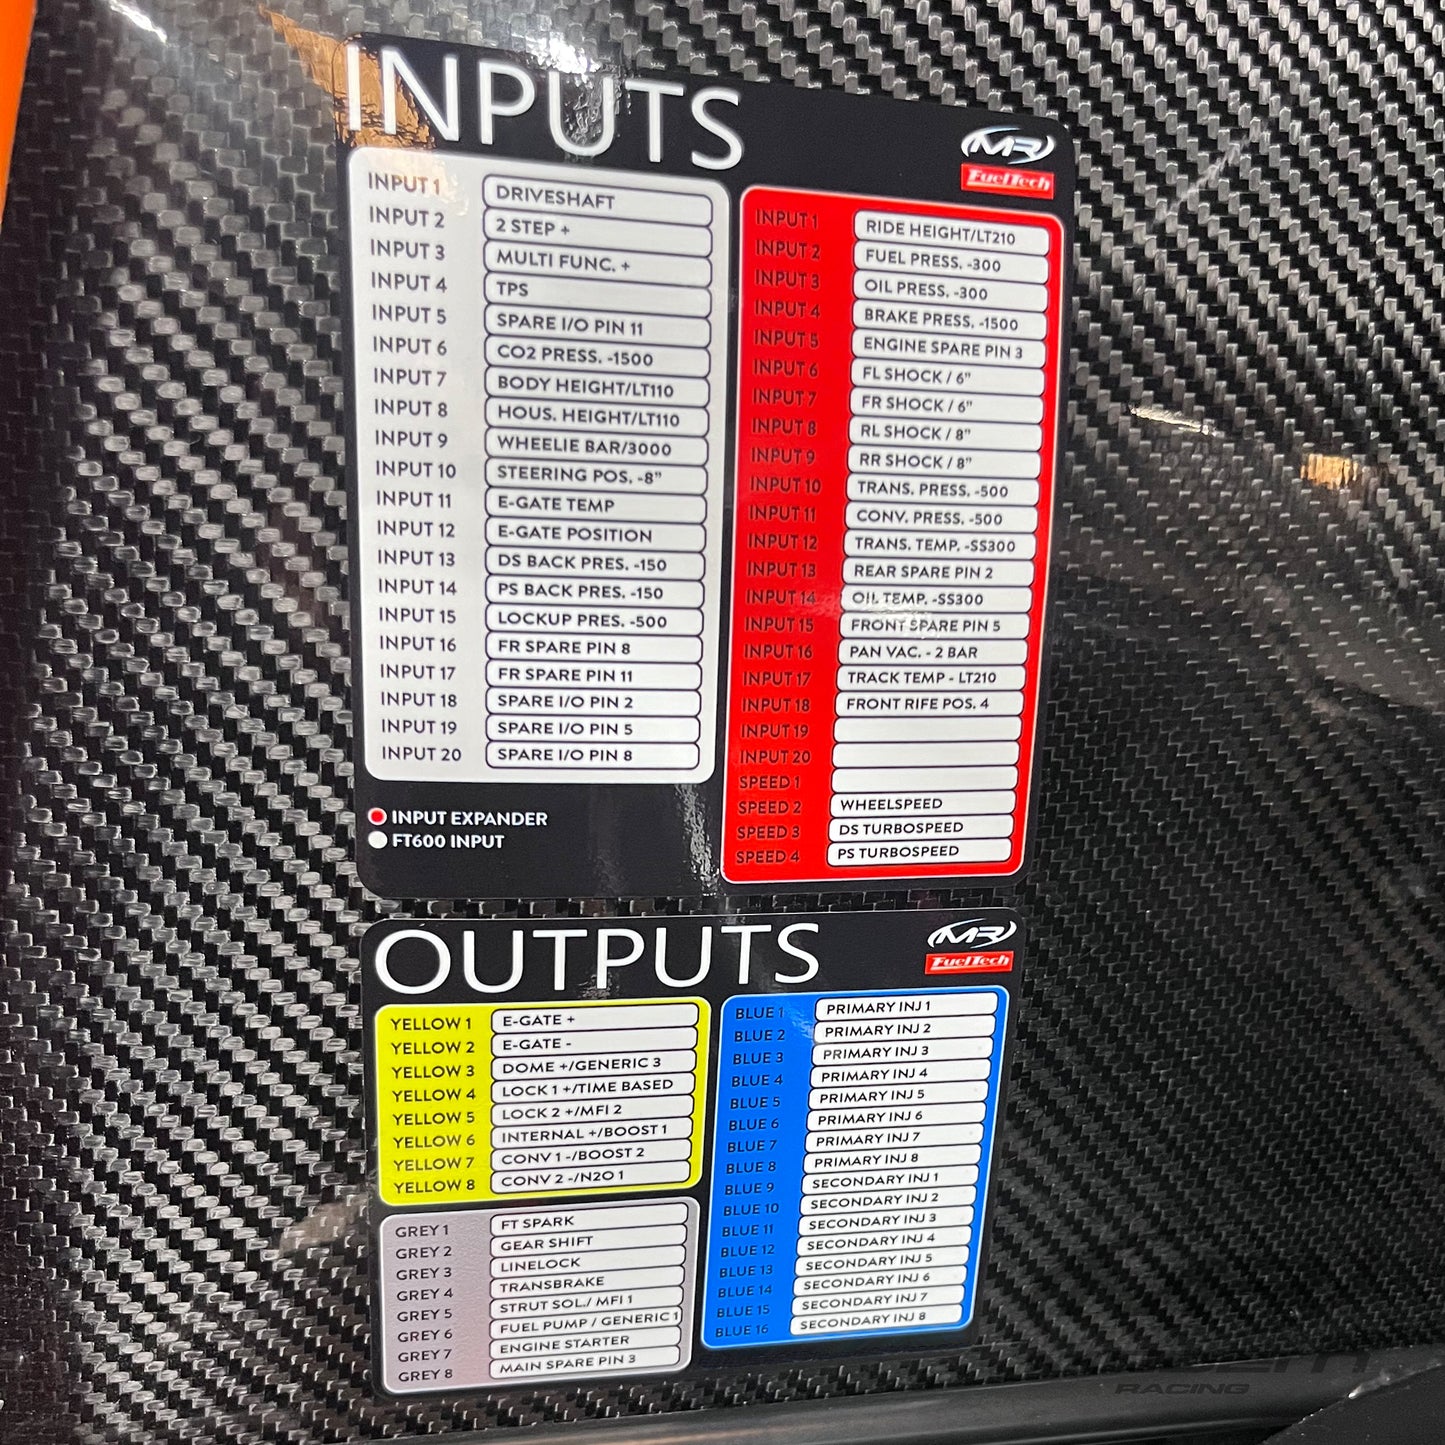 INPUTS
MR
FuelTech
INPUT 1 DRIVESHAFT
INPUT 2 2 STEP +
INPUT 3 MULTI FUNC. +
INPUT 4 TPS
INPUT 5 SPARE I/O PIN 11
INPUT 6 CO2 PRESS. -1500
INPUT 7 BODY HEIGHT/LT110
INPUT 8 HOUS. HEIGHT/LT110
INPUT 9 WHEELIE BAR/3000
INPUT 10 STEERING POS. -8"
INPUT 11 E-GATE TEMP
INPUT 12 E-GATE POSITION
INPUT 13 DS BACK PRES. -150
INPUT 14 PS BACK PRES. -150
INPUT 15 LOCKUP PRES. -500
INPUT 16 FR SPARE PIN 8
INPUT 17 FR SPARE PIN 11
INPUT 18 SPARE I/O PIN 2
INPUT 19 SPARE I/O PIN 5
INPUT 20 SPARE I/O PIN 8
INPUT EXPANDER
FT600 INPUT
INPUT 1 RIDE HEIGHT/LT210
INPUT 2 FUEL PRESS. -300
INPUT 3 OIL PRESS. -300
INPUT 4 BRAKE PRESS. -1500
INPUT 5 ENGINE SPARE PIN 3
INPUT 6 FL SHOCK / 6"
INPUT 7 FR SHOCK / 6"
INPUT 8 RL SHOCK / 8"
INPUT 9 RR SHOCK / 8"
INPUT 10 TRANS. PRESS. -500
INPUT 11 CONV. PRESS. -500
INPUT 12 TRANS. TEMP. -SS300
INPUT 13 REAR SPARE PIN 2
INPUT 14 OIL TEMP. -SS300
INPUT 15 FRONT SPARE PIN 5
INPUT 16 PAN VAC. - 2 BAR
INPUT 17 TRACK TEMP - LT210
INPUT 18 FRONT RIFE POS. 4
INPUT 19
INPUT 20
SPEED 1
SPEED 2 WHEELSPEED
SPEED 3 DS TURBOSPEED
SPEED 4 PS TURBOSPEED
OUTPUTS
MR
FuelTech
YELLOW 1 E-GATE +
YELLOW 2 E-GATE -
YELLOW 3 DOME +/GENERIC 3
YELLOW 4 LOCK 1 +/TIME BASED
YELLOW 5 LOCK 2 +/MFI 2
YELLOW 6 INTERNAL +/BOOST 1
YELLOW 7 CONV 1 -/BOOST 2
YELLOW 8 CONV 2 -/N2O 1
GREY 1 FT SPARK
GREY 2 GEAR SHIFT
GREY 3 LINELOCK
GREY 4 TRANSBRAKE
GREY 5 STRUT SOL./ MFI 1
GREY 6 FUEL PUMP / GENERIC 1
GREY 7 ENGINE STARTER
GREY 8 MAIN SPARE PIN 3
BLUE 1 PRIMARY INJ 1
BLUE 2 PRIMARY INJ 2
BLUE 3 PRIMARY INJ 3
BLUE 4 PRIMARY INJ 4
BLUE 5 PRIMARY INJ 5
BLUE 6 PRIMARY INJ 6
BLUE 7 PRIMARY INJ 7
BLUE 8 PRIMARY INJ 8
BLUE 9 SECONDARY INJ 1
BLUE 10 SECONDARY INJ 2
BLUE 11 SECONDARY INJ 3
BLUE 12 SECONDARY INJ 4
BLUE 13 SECONDARY INJ 5
BLUE 14 SECONDARY INJ 6
BLUE 15 SECONDARY INJ 7
BLUE 16 SECONDARY INJ 8
RACING